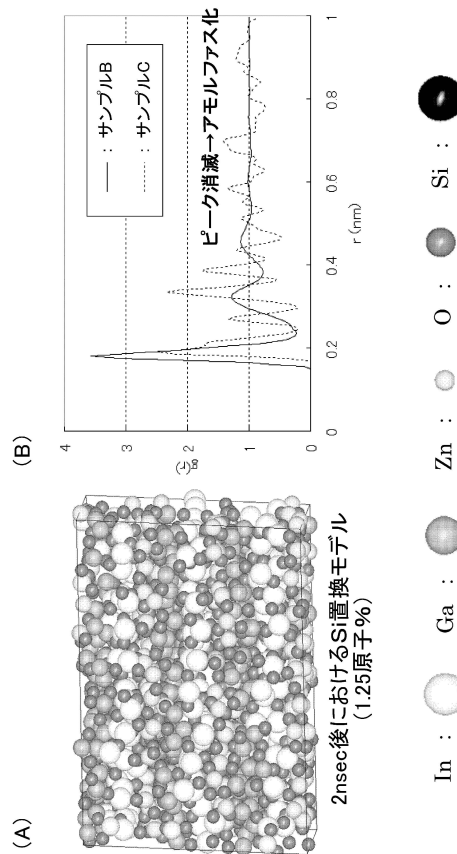 (A)
2nsec後におけるSi置換モデル
(1.25原子%)
(B)
g(r)
4
3
2
1
0
: サンプルB
: サンプルC
ピーク消滅→アモルファス化
0
0.2
0.4
0.6
0.8
1
r (nm)
In :
Ga :
Zn :
O :
Si :